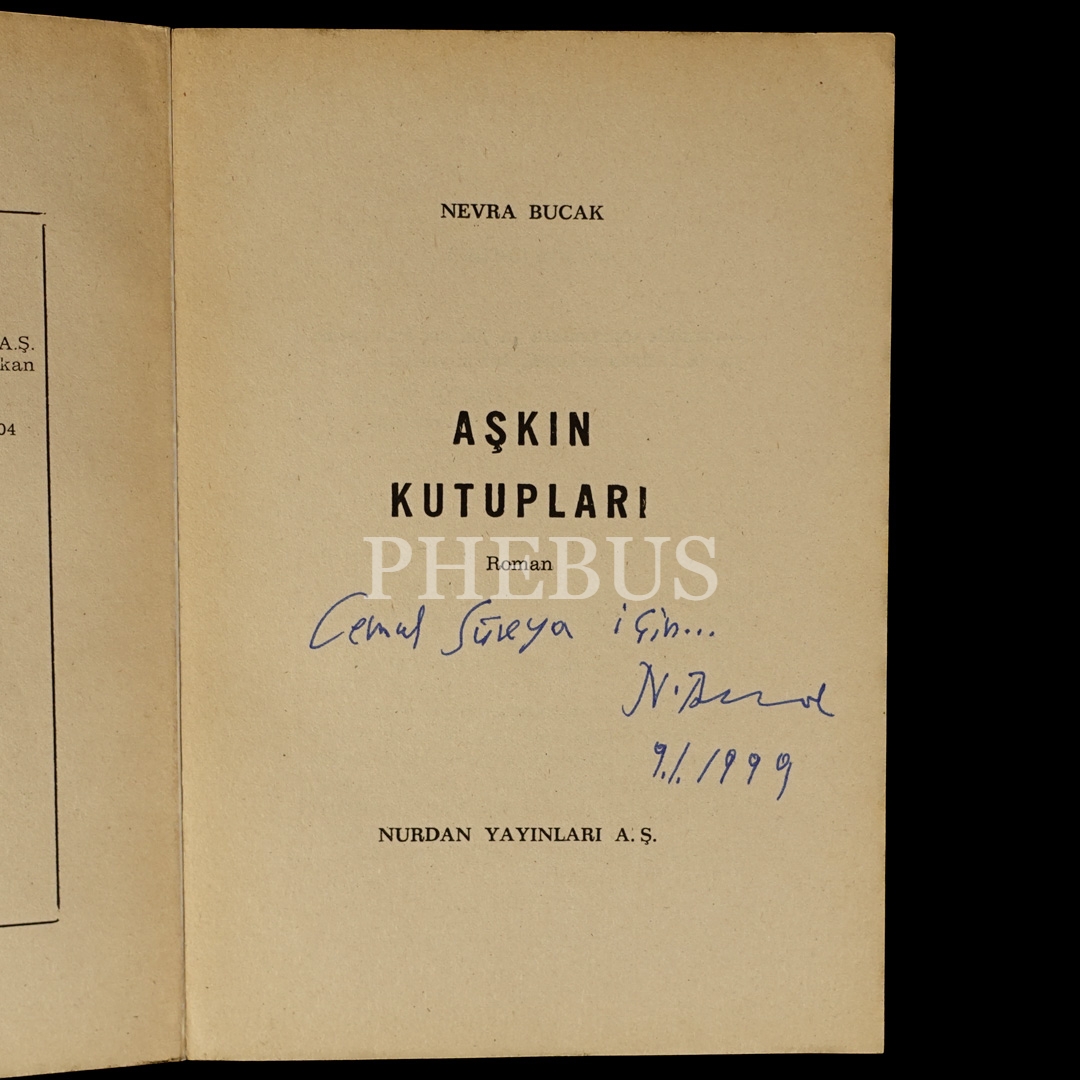 A.Ş.
kan
04
NEVRA BUCAK
AŞKIN
KUTUPLARI
Roman
PHEBUS
Cemal Süreya için...
9.1.1999
NURDAN YAYINLARI A.Ş.